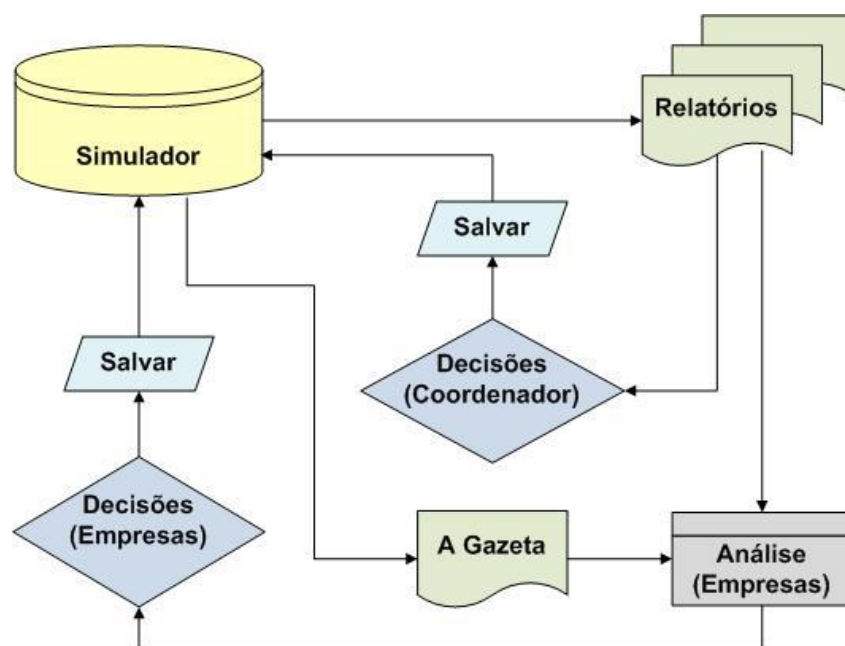 Simulador
Relatórios
Salvar
Salvar
Decisões
(Coordenador)
Decisões
(Empresas)
A Gazeta
Análise
(Empresas)